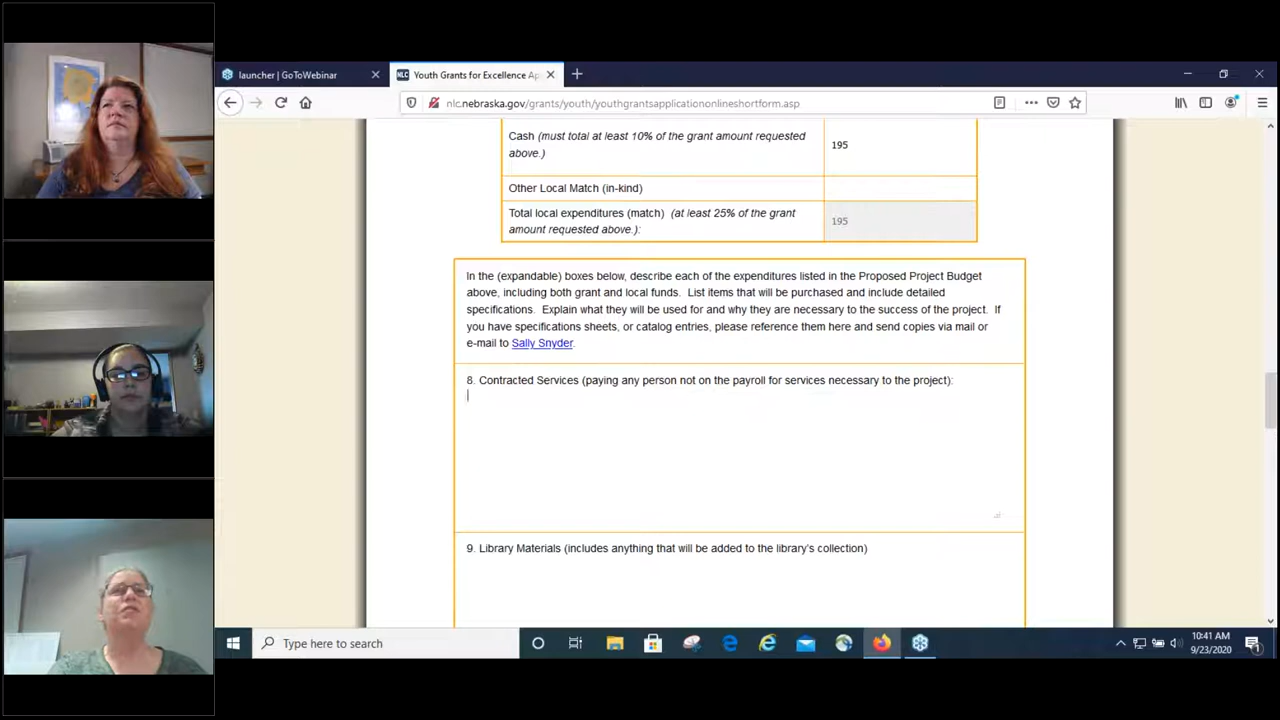 launcher | GoToWebinar
Youth Grants for Excellence Ap
nlc.nebraska.gov/grants/youth/youthgrantsapplicationonlineshortform.asp
Cash (must total at least 10% of the grant amount requested
above.)
195
Other Local Match (in-kind)
Total local expenditures (match) (at least 25% of the grant
amount requested above.):
195
In the (expandable) boxes below, describe each of the expenditures listed in the Proposed Project Budget
above, including both grant and local funds. List items that will be purchased and include detailed
specifications. Explain what they will be used for and why they are necessary to the success of the project. If
you have specifications sheets, or catalog entries, please reference them here and send copies via mail or
e-mail to Sally Snyder.
8. Contracted Services (paying any person not on the payroll for services necessary to the project):
9. Library Materials (includes anything that will be added to the library's collection)
Type here to search
10:41 AM
9/23/2020